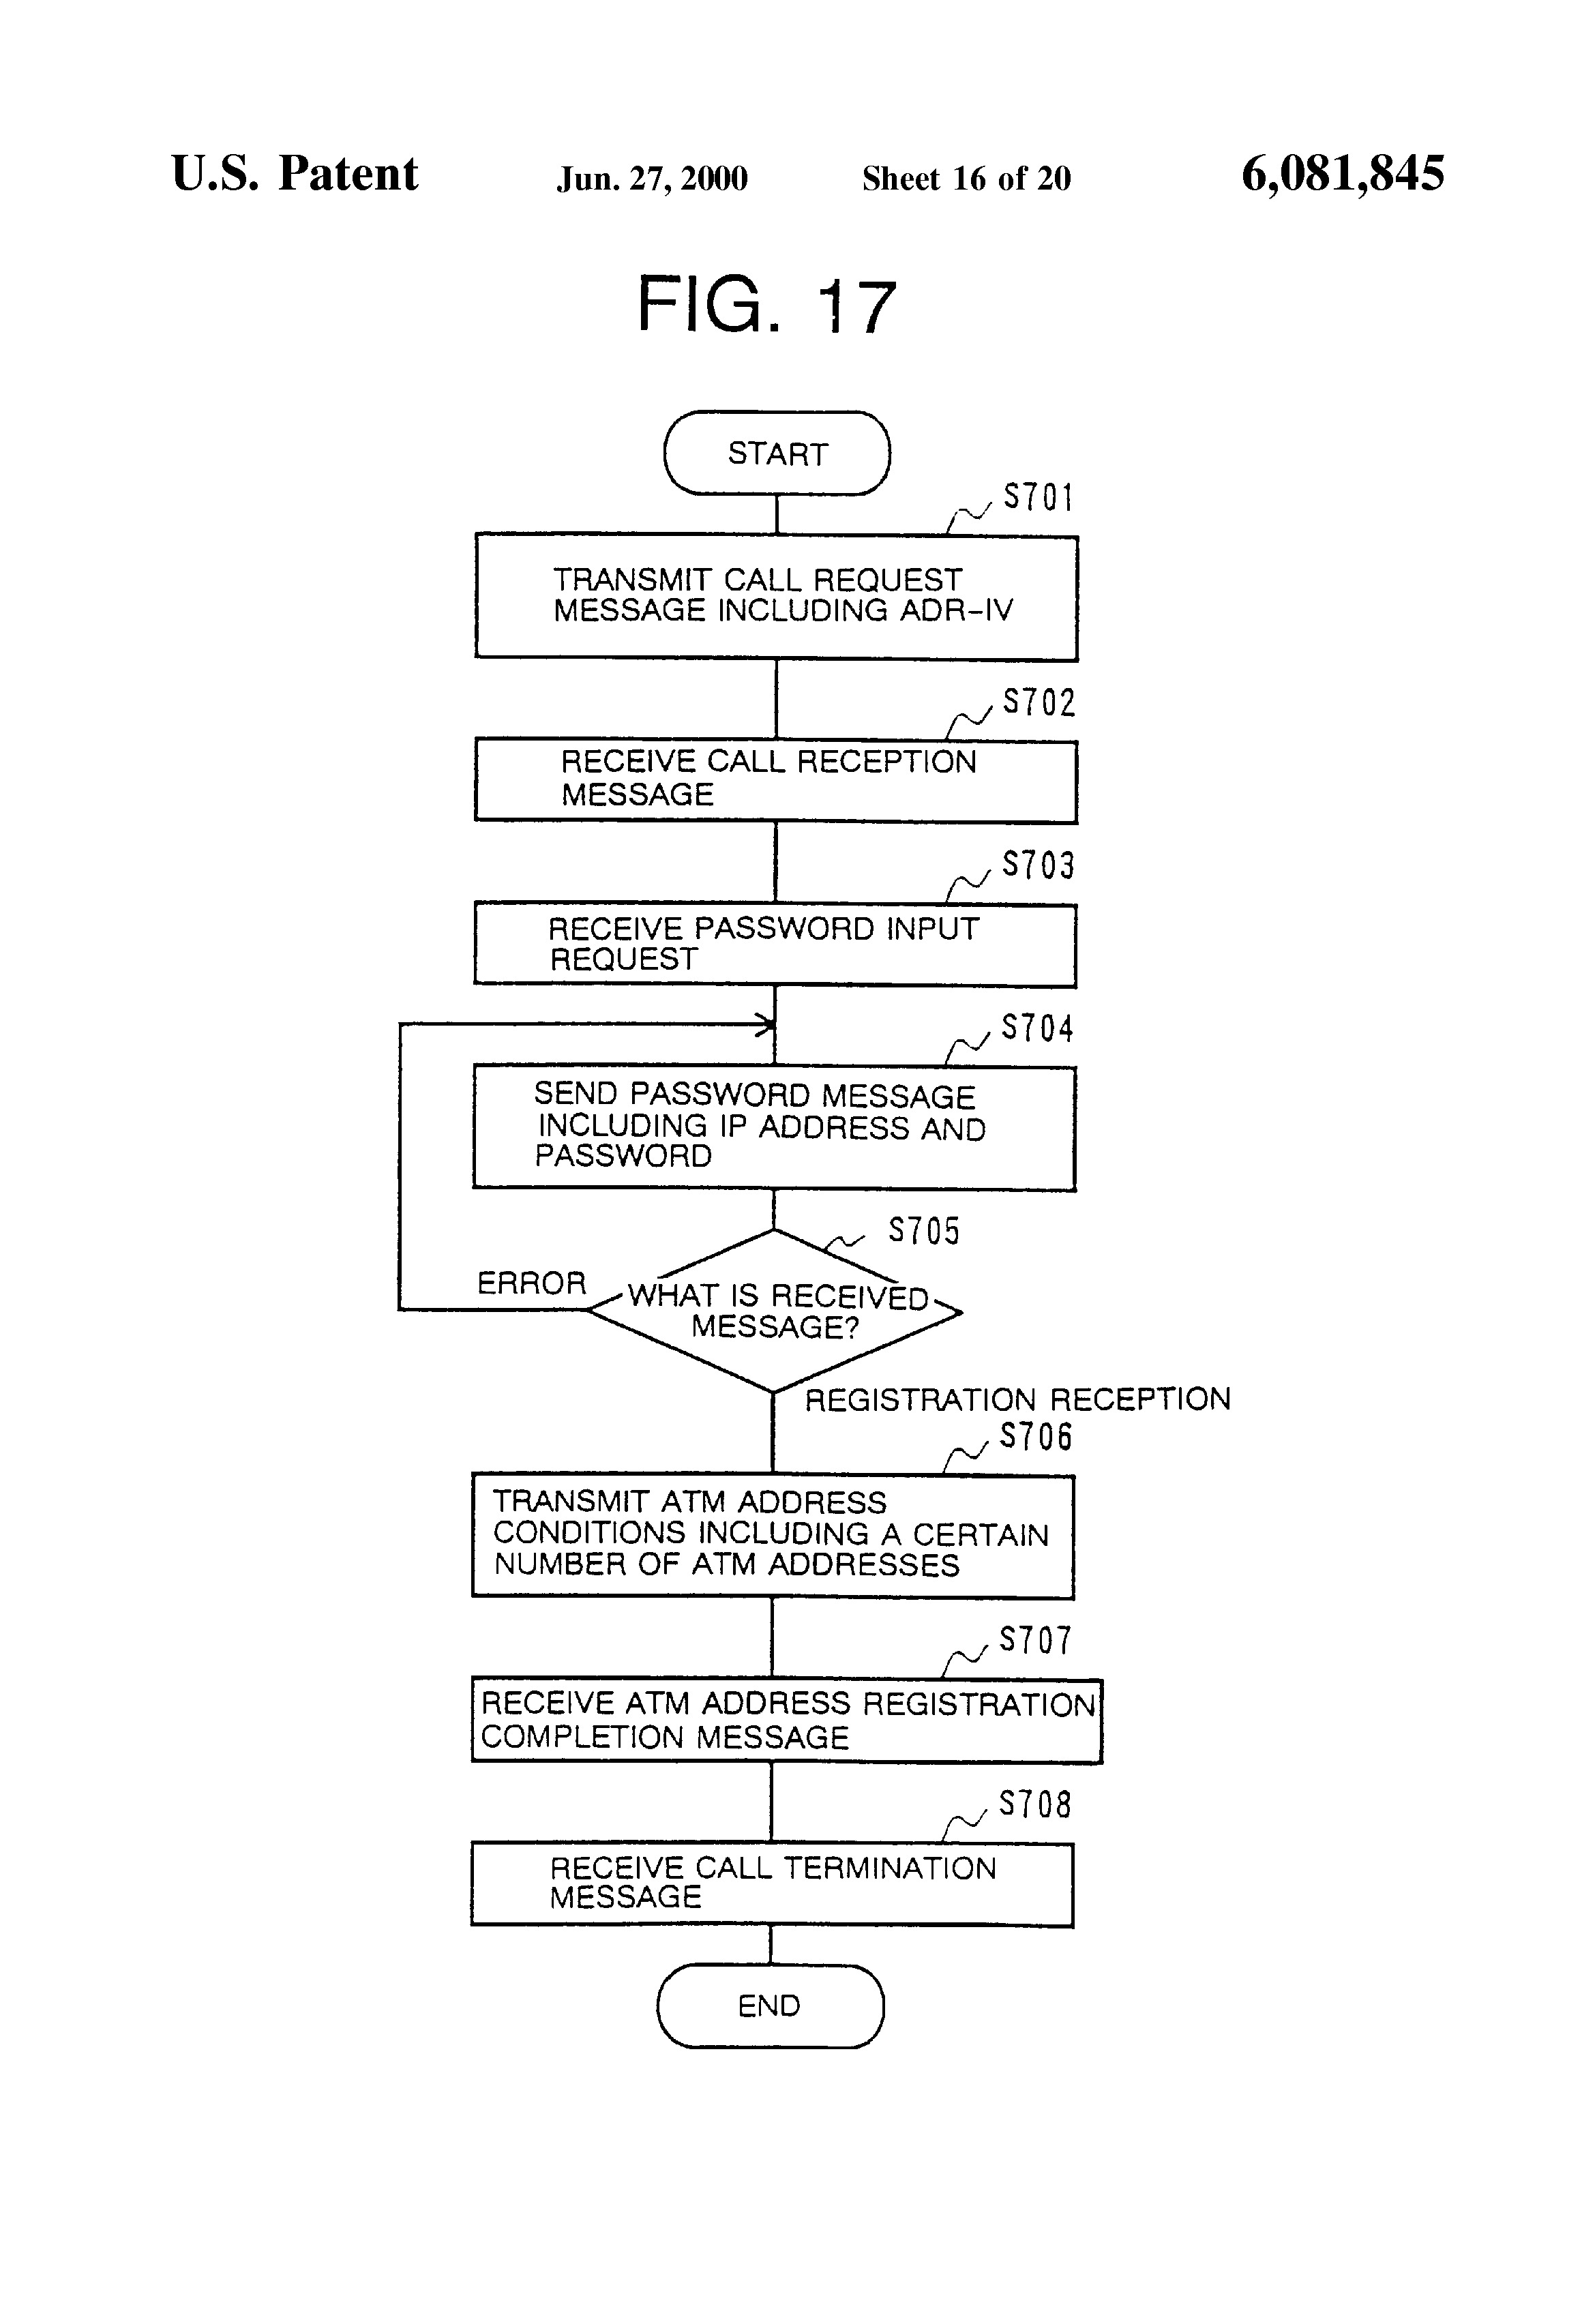 U.S. Patent Jun. 27, 2000 Sheet 16 of 20 6,081,845
FIG. 17
START
S701
TRANSMIT CALL REQUEST
MESSAGE INCLUDING ADR-IV
S702
RECEIVE CALL RECEPTION
MESSAGE
S703
RECEIVE PASSWORD INPUT
REQUEST
S704
SEND PASSWORD MESSAGE
INCLUDING IP ADDRESS AND
PASSWORD
S705
ERROR
WHAT IS RECEIVED
MESSAGE?
REGISTRATION RECEPTION
S706
TRANSMIT ATM ADDRESS
CONDITIONS INCLUDING A CERTAIN
NUMBER OF ATM ADDRESSES
S707
RECEIVE ATM ADDRESS REGISTRATION
COMPLETION MESSAGE
S708
RECEIVE CALL TERMINATION
MESSAGE
END